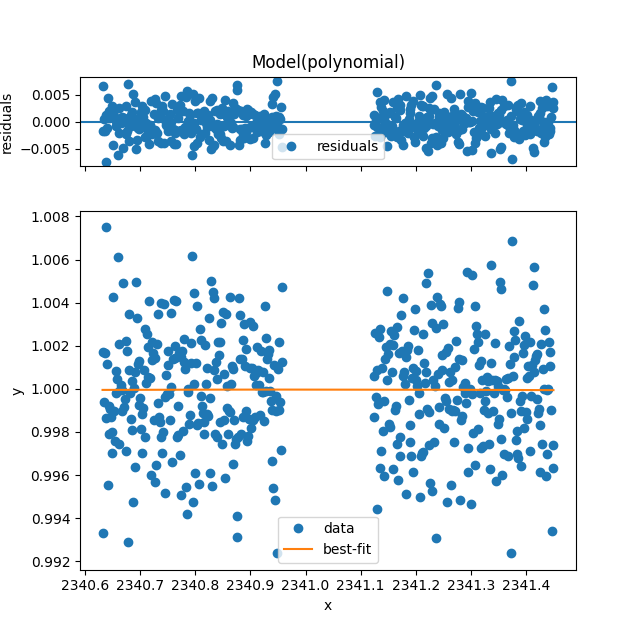 Model(polynomial)
residuals
0.005
0.000
−0.005
residuals
y
1.008
1.006
1.004
1.002
1.000
0.998
0.996
0.994
0.992
data
best-fit
2340.6 2340.7 2340.8 2340.9 2341.0 2341.1 2341.2 2341.3 2341.4
x